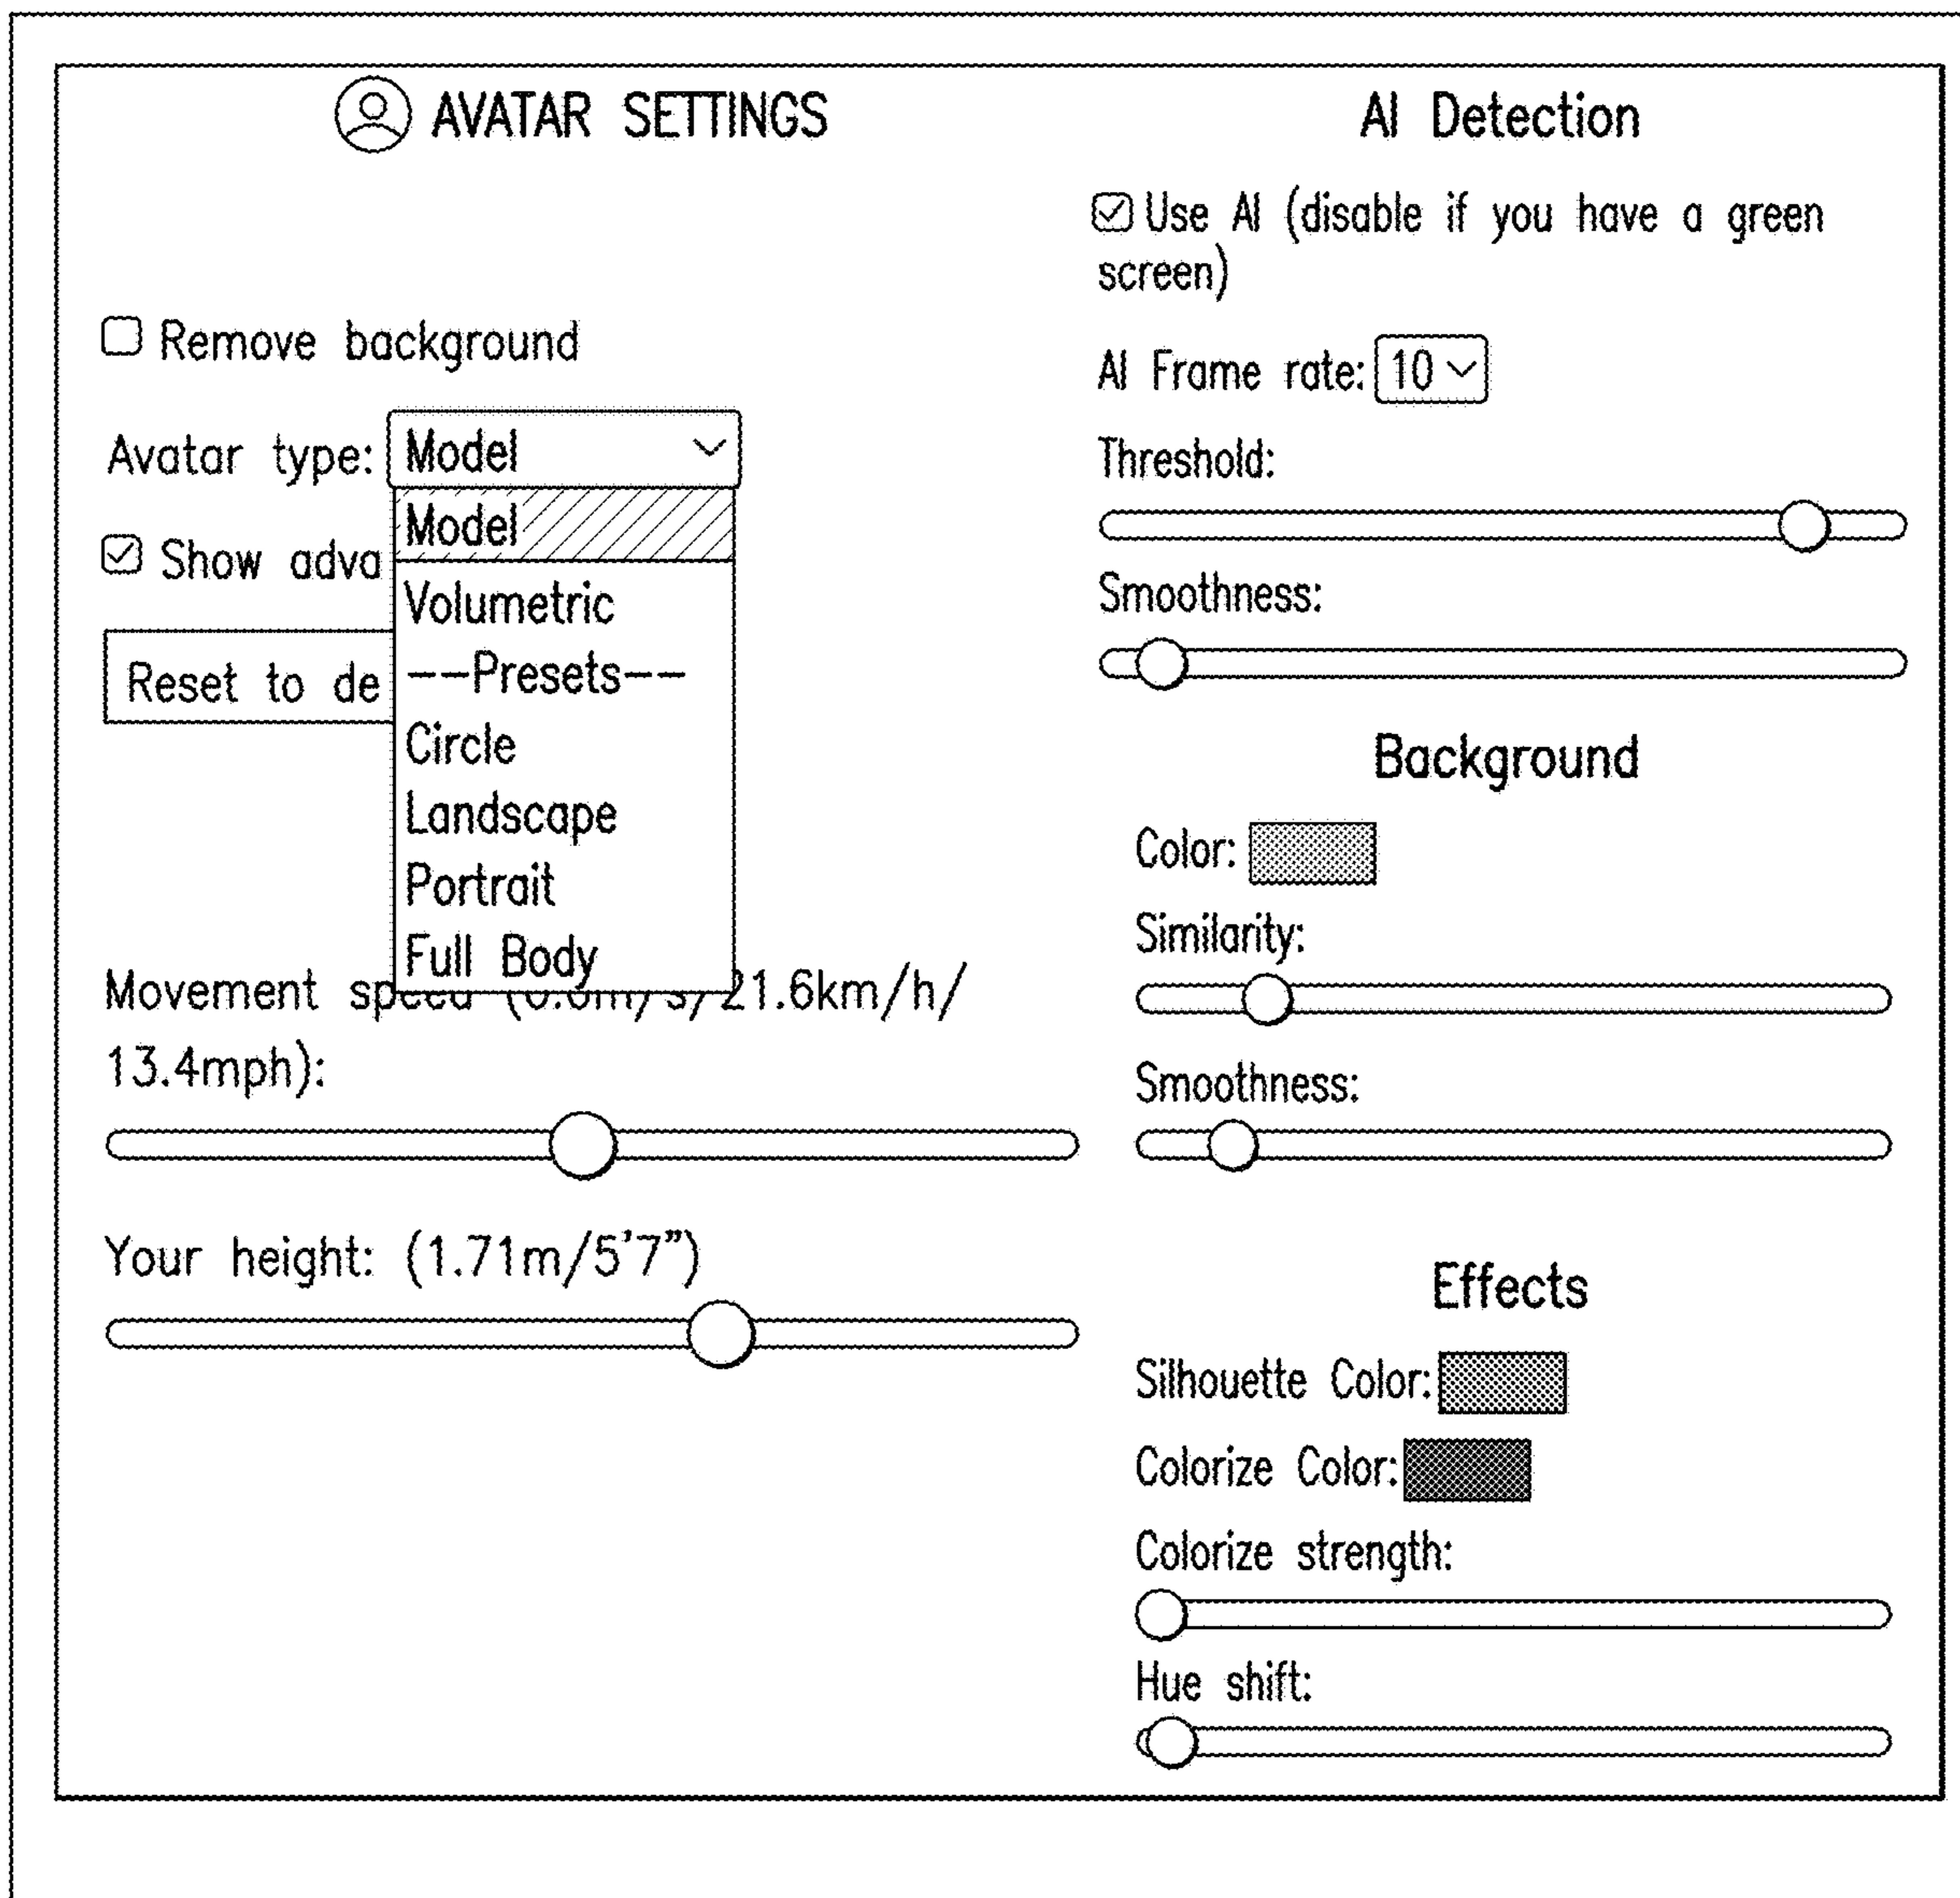 AVATAR SETTINGS
Remove background
Avatar type: Model
Model
Volumetric
--Presets--
Circle
Landscape
Portrait
Full Body
Show adva
Reset to de
Movement /21.6km/h/
13.4mph):
Your height: (1.71m/5'7")
AI Detection
Use AI (disable if you have a green
screen)
AI Frame rate: 10
Threshold:
Smoothness:
Background
Color:
Similarity:
Smoothness:
Effects
Silhouette Color:
Colorize Color:
Colorize strength:
Hue shift: